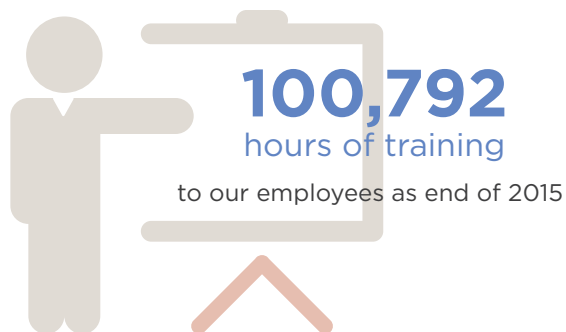 100,792
hours of training
to our employees as end of 2015